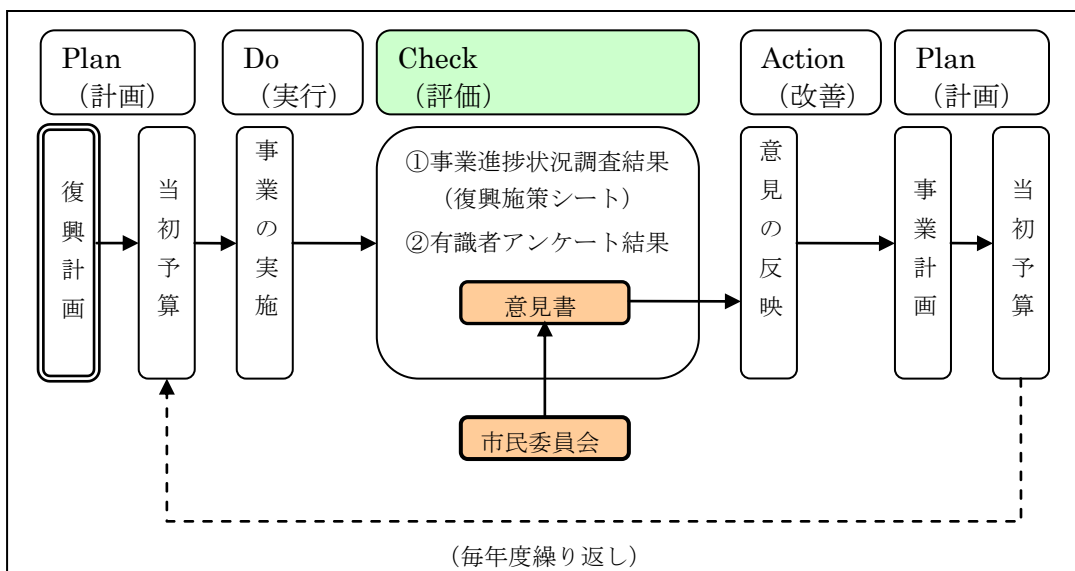 Plan
（計画）
Do
（実行）
Check
（評価）
Action
（改善）
Plan
（計画）
復興計画
当初予算
事業の実施
①事業進捗状況調査結果
（復興施策シート）
②有識者アンケート結果
意見書
市民委員会
意見の反映
事業計画
当初予算
（毎年度繰り返し）